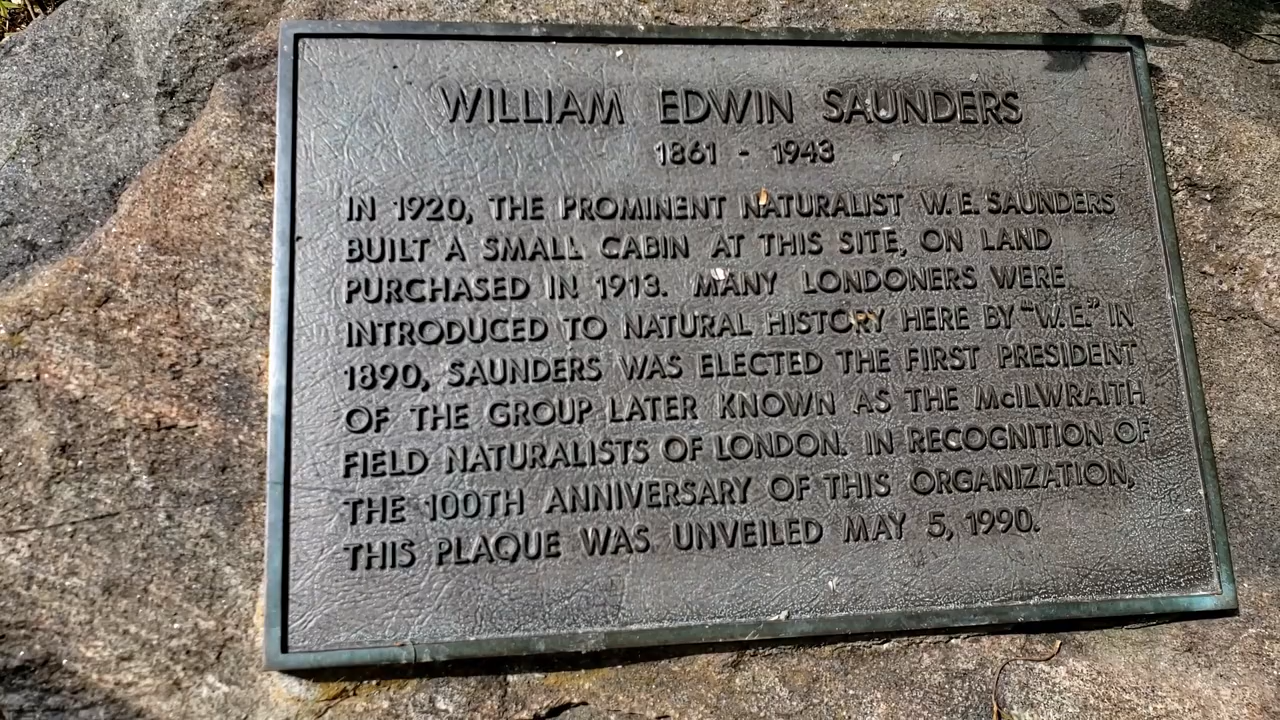 WILLIAM EDWIN SAUNDERS
1861 - 1943
IN 1920, THE PROMINENT NATURALIST W. E. SAUNDERS
BUILT A SMALL CABIN AT THIS SITE, ON LAND
PURCHASED IN 1913. MANY LONDONERS WERE
INTRODUCED TO NATURAL HISTORY HERE BY "W. E." IN
1890, SAUNDERS WAS ELECTED THE FIRST PRESIDENT
OF THE GROUP LATER KNOWN AS THE McILWRAITH
FIELD NATURALISTS OF LONDON. IN RECOGNITION OF
THE 100TH ANNIVERSARY OF THIS ORGANIZATION,
THIS PLAQUE WAS UNVEILED MAY 5, 1990.